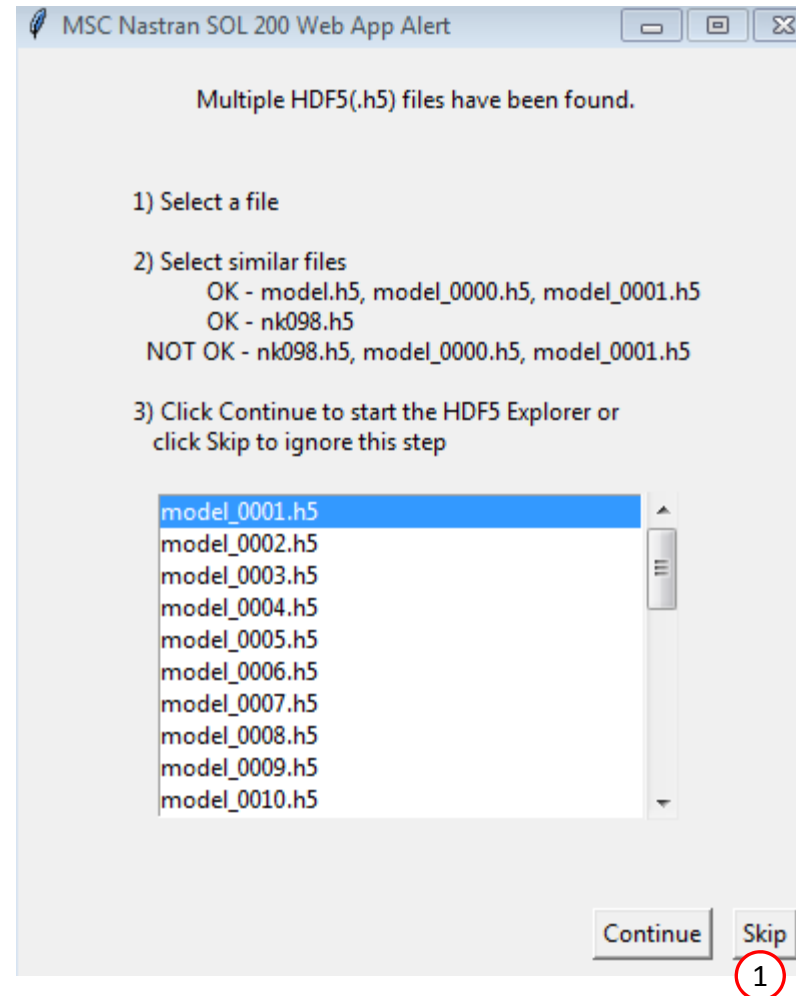 MSC Nastran SOL 200 Web App Alert
Multiple HDF5(.h5) files have been found.
1) Select a file
2) Select similar files
OK - model.h5, model_0000.h5, model_0001.h5
OK - nk098.h5
NOT OK - nk098.h5, model_0000.h5, model_0001.h5
3) Click Continue to start the HDF5 Explorer or
click Skip to ignore this step
model_0001.h5
model_0002.h5
model_0003.h5
model_0004.h5
model_0005.h5
model_0006.h5
model_0007.h5
model_0008.h5
model_0009.h5
model_0010.h5
Continue Skip
1